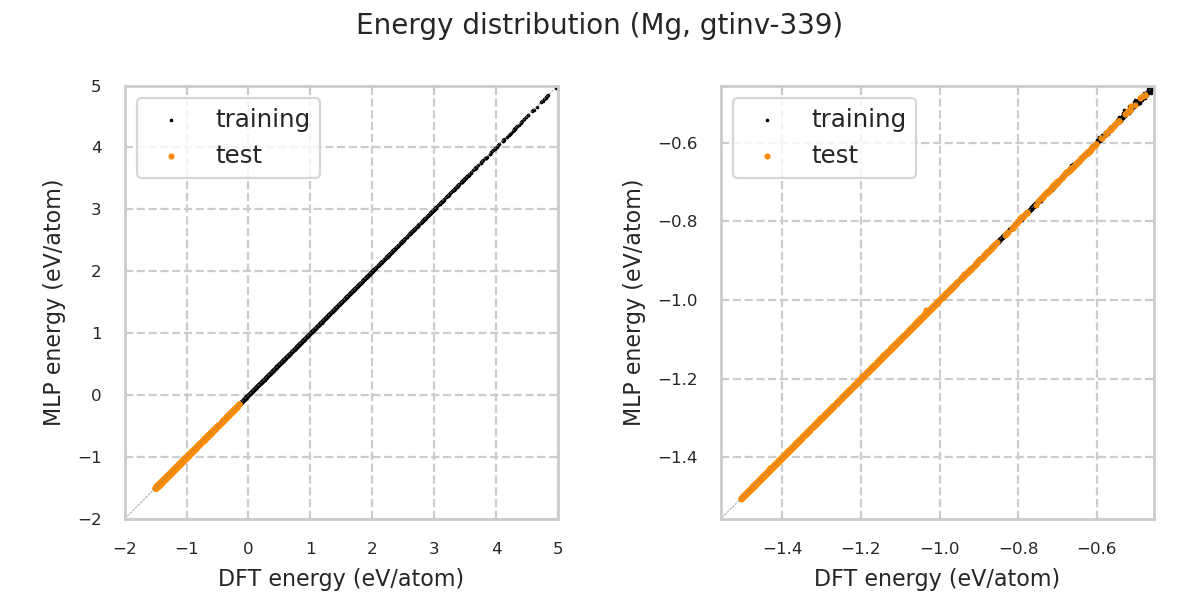 Energy distribution (Mg, gtinv-339)
training
test
5
4
3
2
1
0
−1
−2
−2
−1
0
1
2
3
4
5
MLP energy (eV/atom)
DFT energy (eV/atom)
training
test
−0.6
−0.8
−1.0
−1.2
−1.4
−1.4
−1.2
−1.0
−0.8
−0.6
MLP energy (eV/atom)
DFT energy (eV/atom)